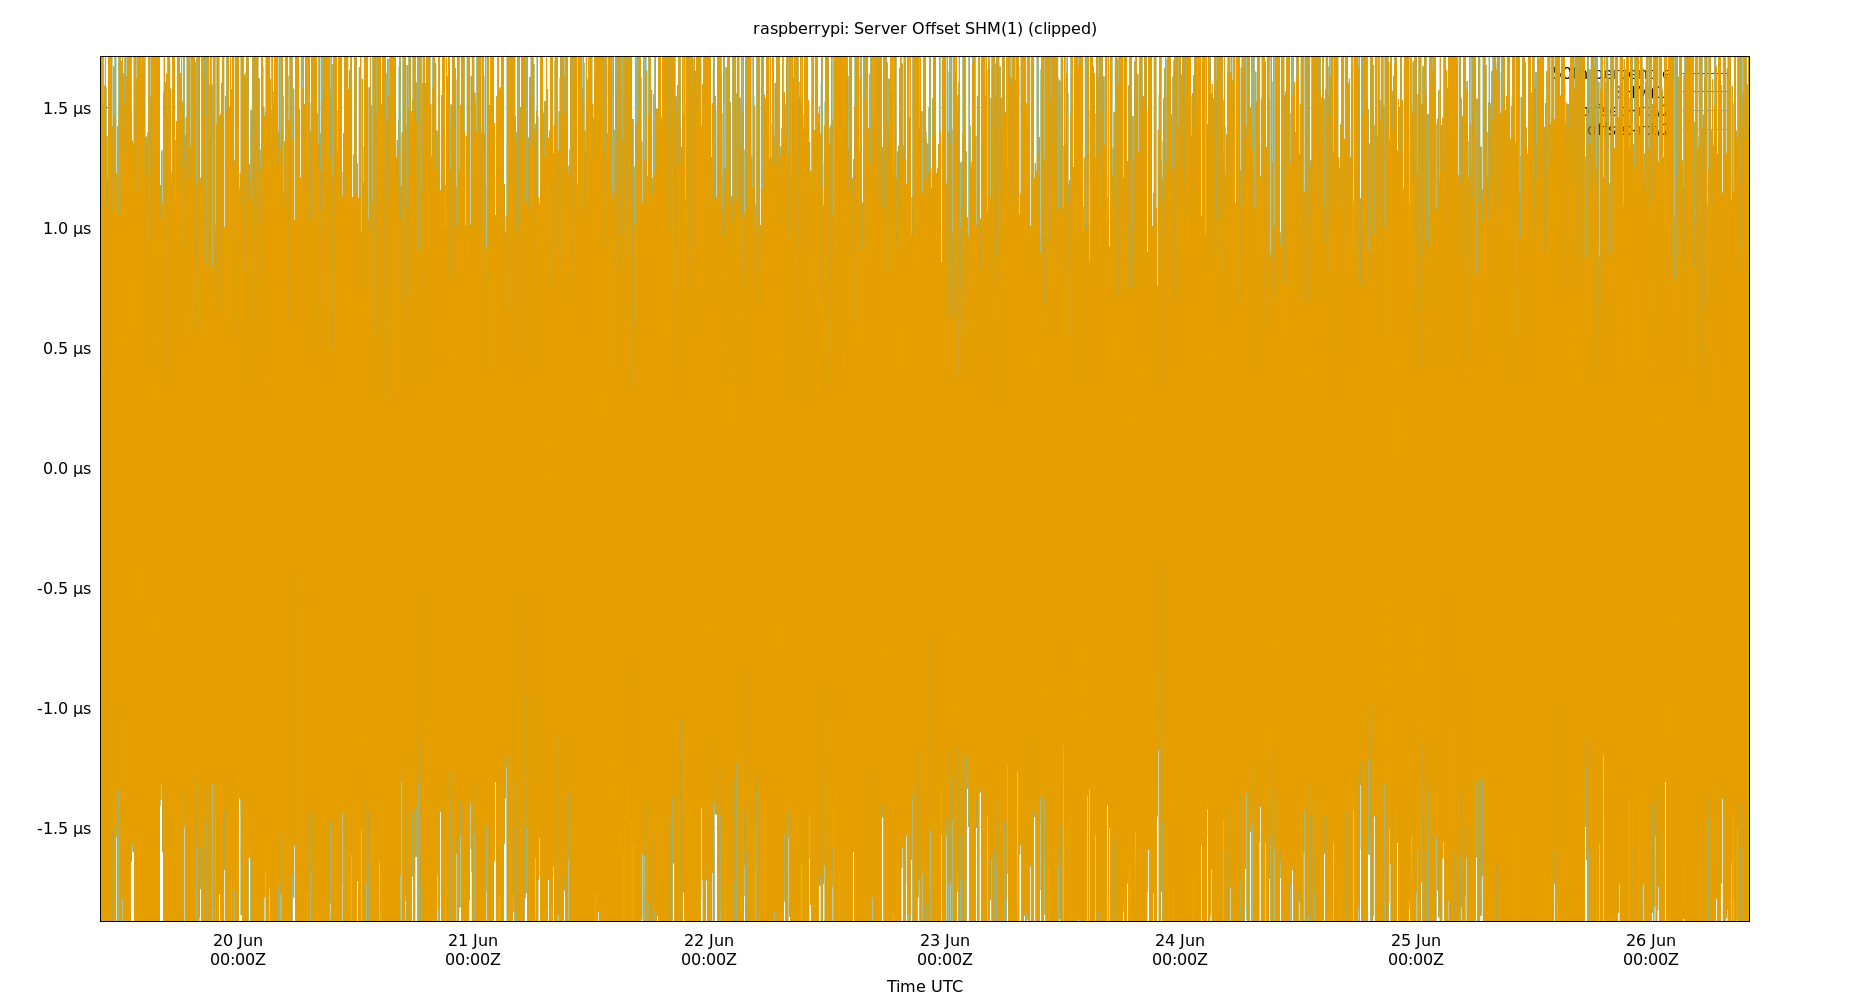 raspberrypi: Server Offset SHM(1) (clipped)
1.5 µs
1.0 µs
0.5 µs
0.0 µs
-0.5 µs
-1.0 µs
-1.5 µs
20 Jun
00:00Z
21 Jun
00:00Z
22 Jun
00:00Z
23 Jun
00:00Z
24 Jun
00:00Z
25 Jun
00:00Z
26 Jun
00:00Z
Time UTC